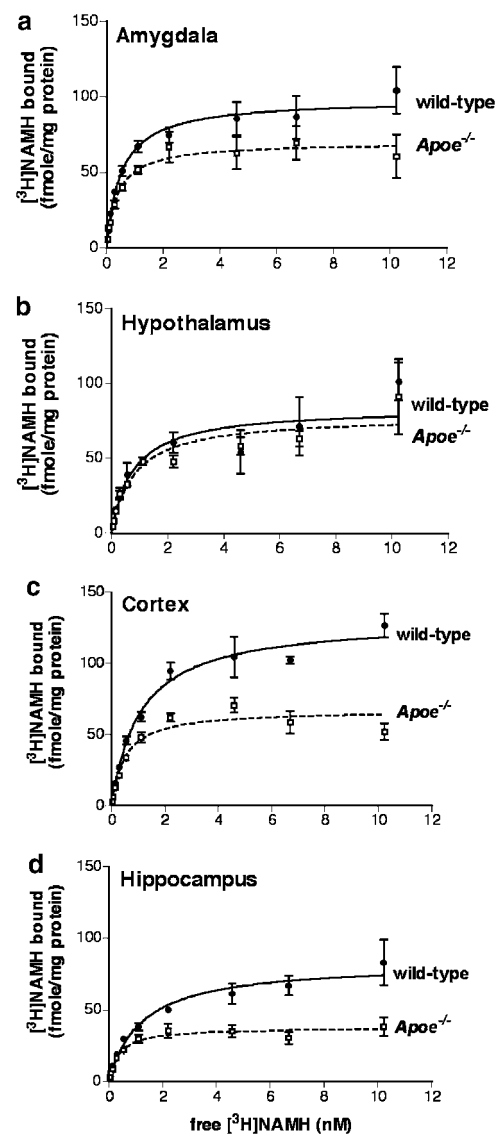 a
Amygdala
[³H]NAMH bound
(fmole/mg protein)
150
100
50
0
0 2 4 6 8 10 12
wild-type
Apoe-/-
b
Hypothalamus
[³H]NAMH bound
(fmole/mg protein)
150
100
50
0
0 2 4 6 8 10 12
wild-type
Apoe-/-
c
Cortex
[³H]NAMH bound
(fmole/mg protein)
150
100
50
0
0 2 4 6 8 10 12
wild-type
Apoe-/-
d
Hippocampus
[³H]NAMH bound
(fmole/mg protein)
150
100
50
0
0 2 4 6 8 10 12
wild-type
Apoe-/-
free [³H]NAMH (nM)